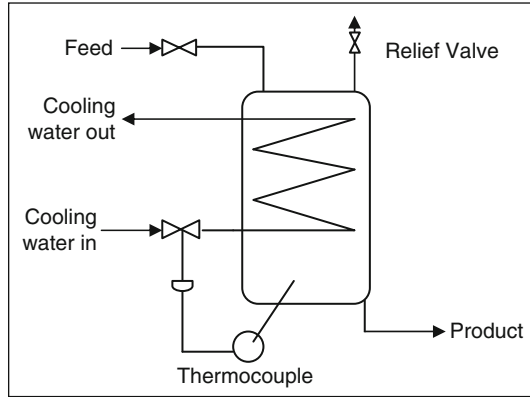 Feed
Relief Valve
Cooling
water out
Cooling
water in
Product
Thermocouple